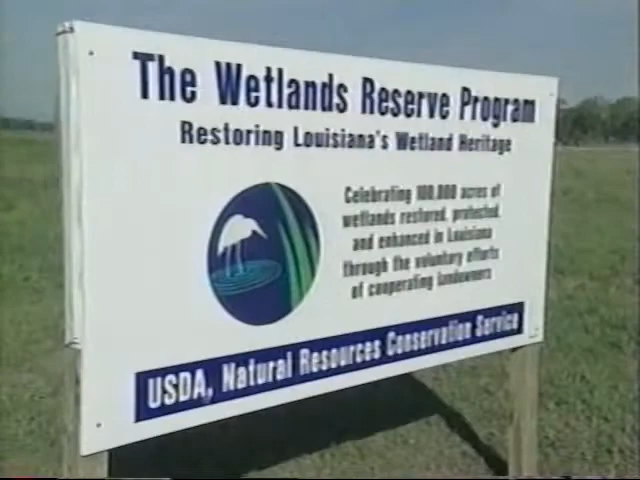 The Wetlands Reserve Program
Restoring Louisiana's Wetland Heritage
Celebrating 100,000 acres of
wetlands restored, protected,
and enhanced in Louisiana
through the voluntary efforts
of cooperating landowners
USDA, Natural Resources Conservation Service